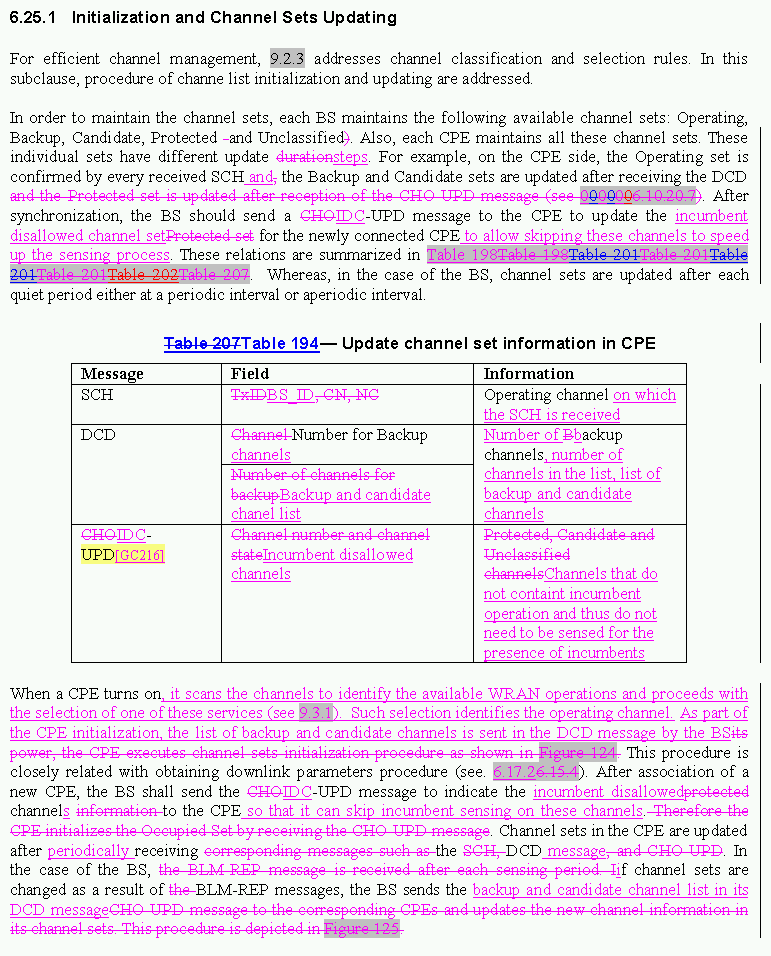 6.25.1 Initialization and Channel Sets Updating
For efficient channel management, 9.2.3 addresses channel classification and selection rules. In this
subclause, procedure of channe list initialization and updating are addressed.
In order to maintain the channel sets, each BS maintains the following available channel sets: Operating,
Backup, Candidate, Protected -and Unclassified). Also, each CPE maintains all these channel sets. These
individual sets have different update durationsteps. For example, on the CPE side, the Operating set is
confirmed by every received SCH and, the Backup and Candidate sets are updated after receiving the DCD
and the Protected set is updated after reception of the CHO-UPD message (see 0000006.10.20.7). After
synchronization, the BS should send a CHOIDC-UPD message to the CPE to update the incumbent
disallowed channel setProtected set for the newly connected CPE to allow skipping these channels to speed
up the sensing process. These relations are summarized in Table 198Table 198Table 201Table 201Table
201Table 201Table 202Table 207. Whereas, in the case of the BS, channel sets are updated after each
quiet period either at a periodic interval or aperiodic interval.
Table 207Table 194— Update channel set information in CPE
Message Field Information
SCH TxIDBS_ID, CN, NC Operating channel on which
the SCH is received
DCD Channel Number for Backup
channels
Number of Bbackup
channels, number of
channels in the list, list of
backup and candidate
channels
Number of channels for
backupBackup and candidate
chanel list
CHOIDC-
UPD[GC216]
Channel number and channel
stateIncumbent disallowed
channels
Protected, Candidate and
Unclassified
channelsChannels that do
not containt incumbent
operation and thus do not
need to be sensed for the
presence of incumbents
When a CPE turns on, it scans the channels to identify the available WRAN operations and proceeds with
the selection of one of these services (see 9.3.1). Such selection identifies the operating channel. As part of
the CPE initialization, the list of backup and candidate channels is sent in the DCD message by the BSits
power, the CPE executes channel sets initialization procedure as shown in Figure 124. This procedure is
closely related with obtaining downlink parameters procedure (see. 6.17.26.15.4). After association of a
new CPE, the BS shall send the CHOIDC-UPD message to indicate the incumbent disallowedprotected
channels information to the CPE so that it can skip incumbent sensing on these channels. Therefore the
CPE initializes the Occupied Set by receiving the CHO-UPD message. Channel sets in the CPE are updated
after periodically receiving corresponding messages such as the SCH, DCD message, and CHO-UPD. In
the case of the BS, the BLM-REP message is received after each sensing period. Iif channel sets are
changed as a result of the BLM-REP messages, the BS sends the backup and candidate channel list in its
DCD messageCHO-UPD message to the corresponding CPEs and updates the new channel information in
its channel sets. This procedure is depicted in Figure 125.